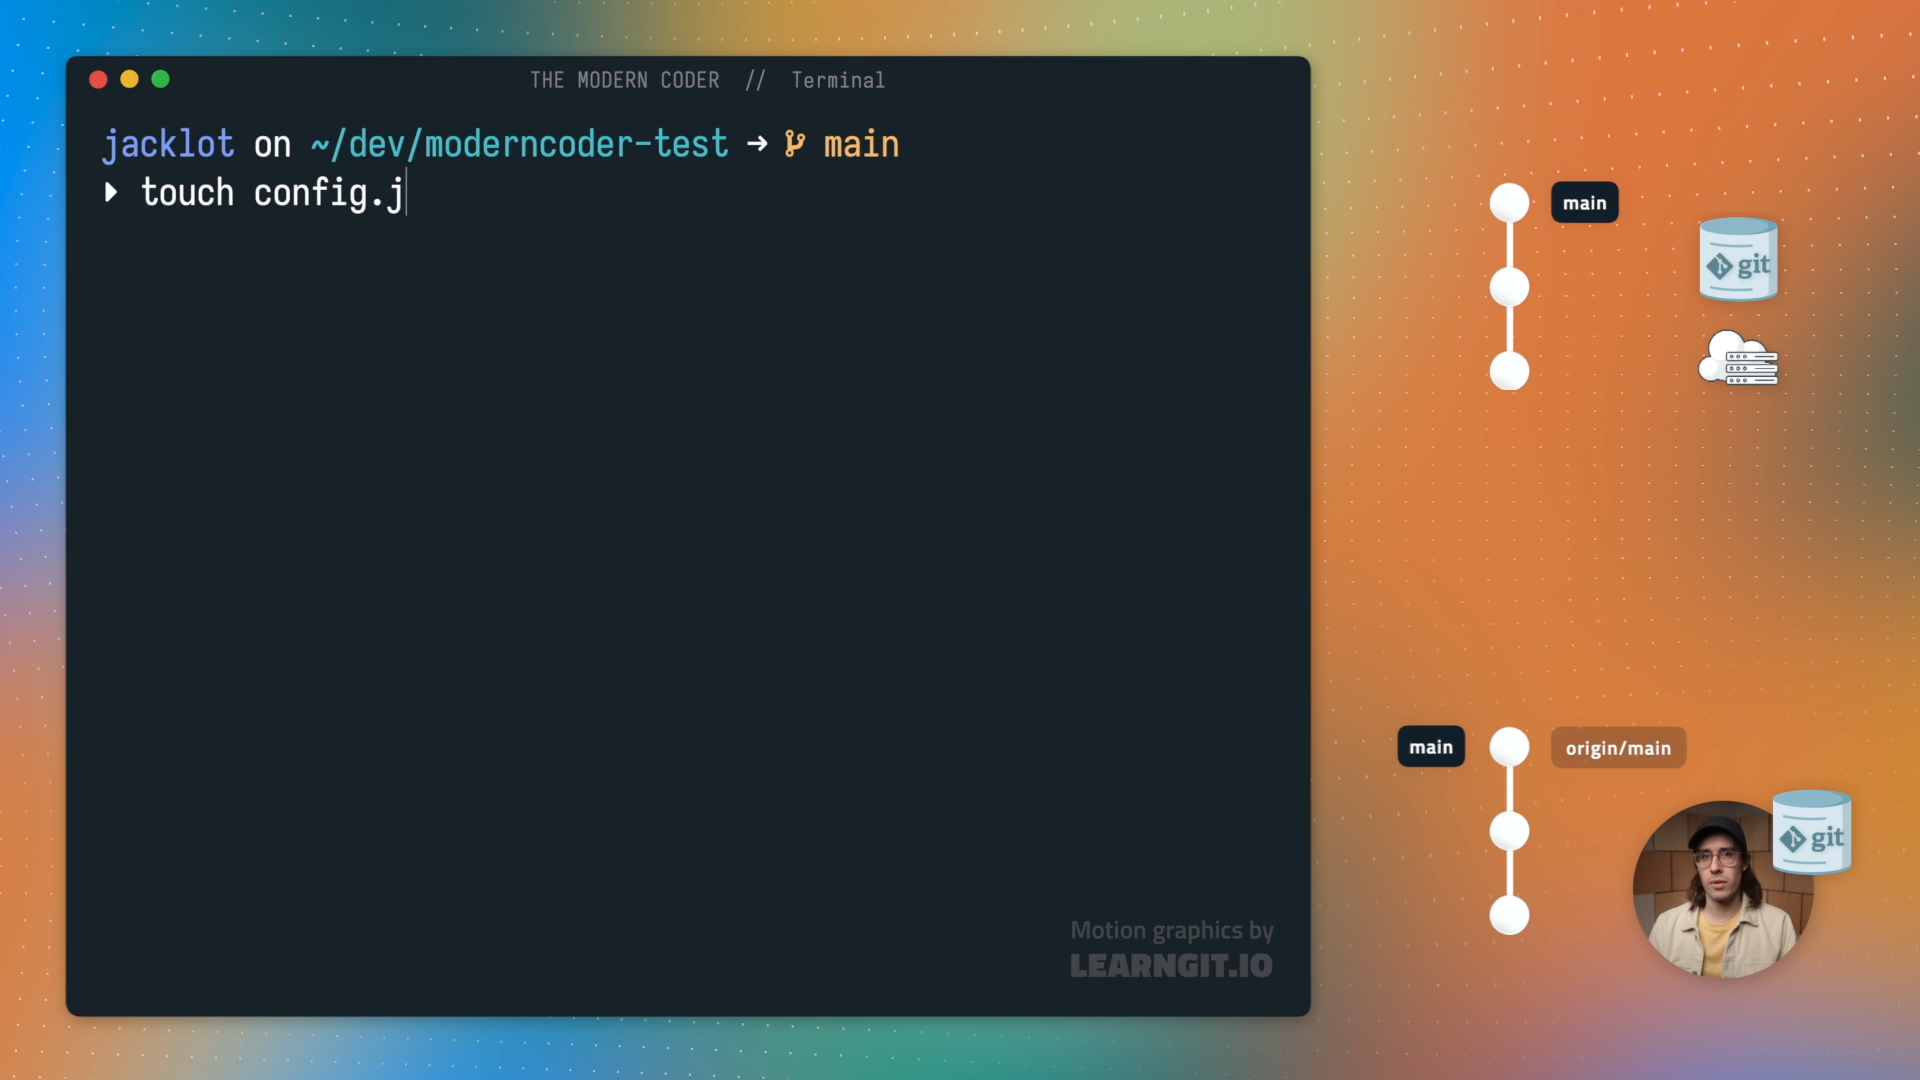 THE MODERN CODER // Terminal
jacklot on ~/dev/moderncoder-test → main
touch config.j
main
git
main
origin/main
git
Motion graphics by
LEARNGIT.IO